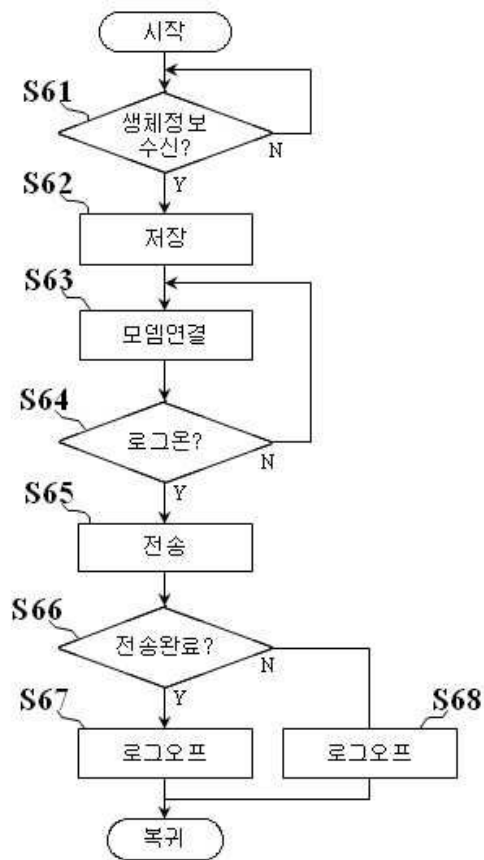 시작
S61
생체정보
수신?
N
Y
S62
저장
S63
모뎀연결
S64
로그온?
N
Y
S65
전송
S66
전송완료?
N
Y
S67
로그오프
S68
로그오프
복귀